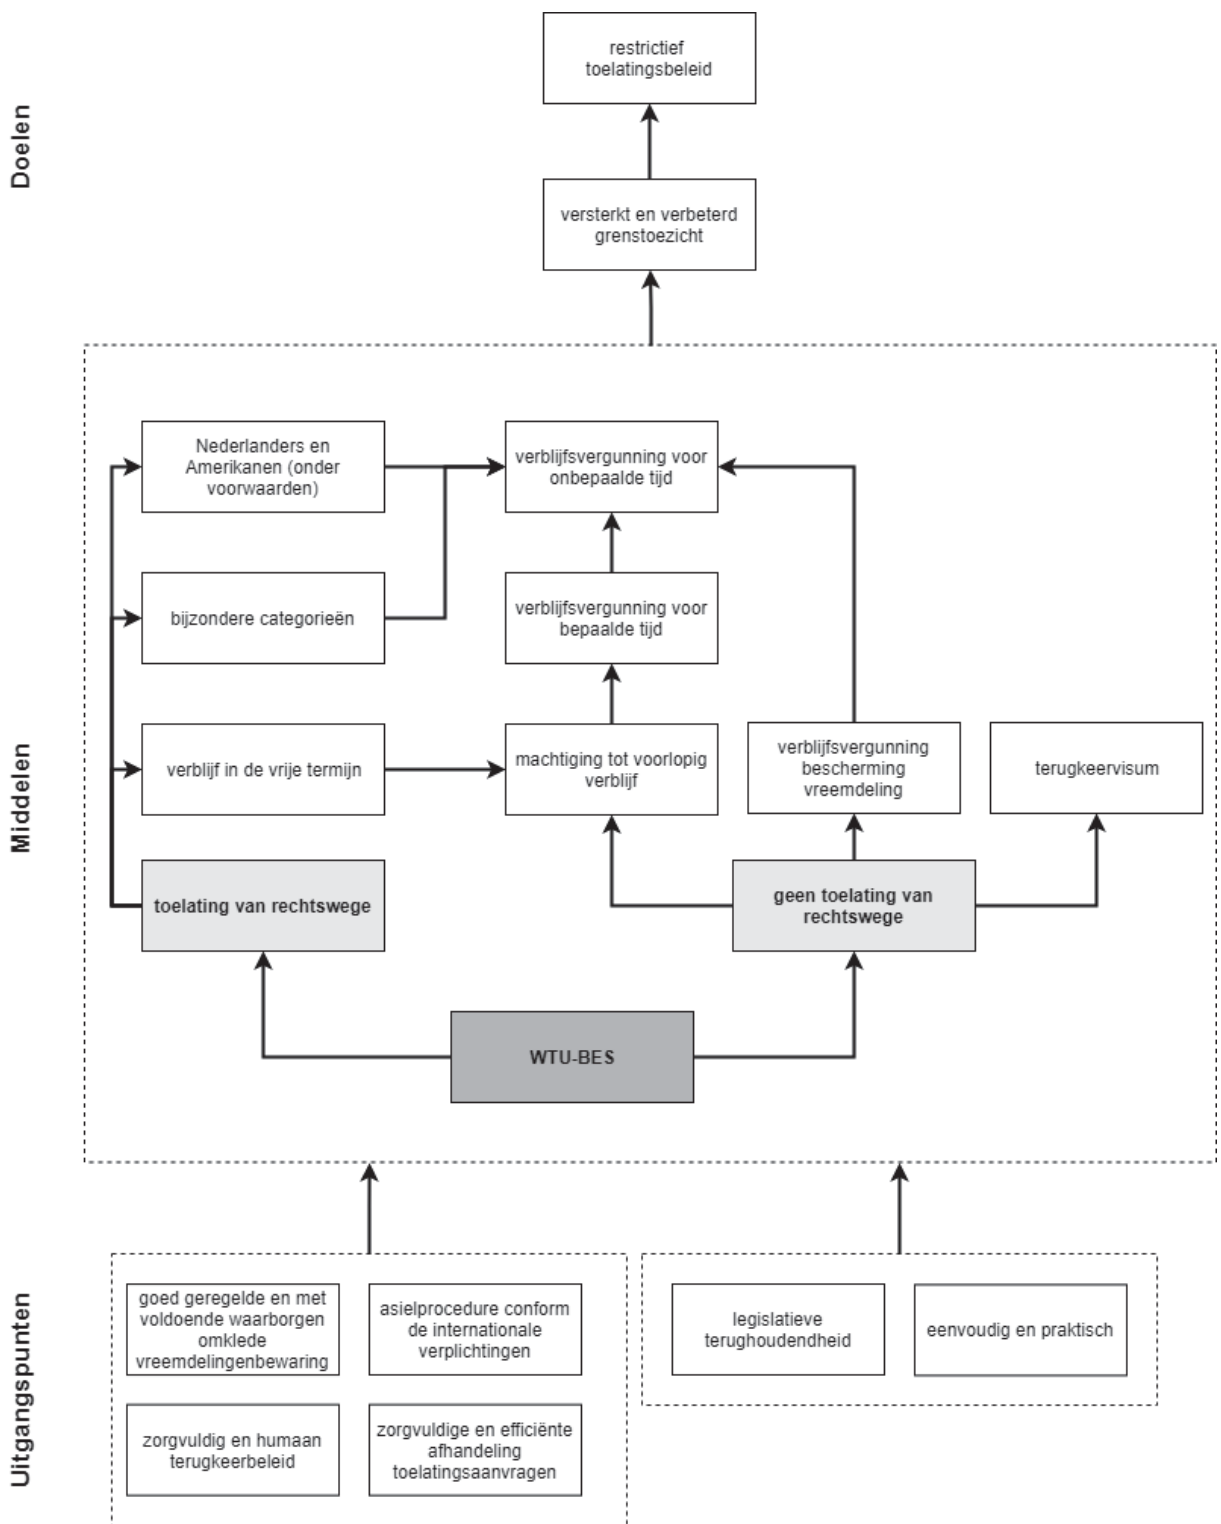 Doelen
restrictief
toelatingsbeleid
versterkt en verbeterd
grenstoezicht
Middelen
Nederlanders en
Amerikanen (onder
voorwaarden)
verblijfsvergunning voor
onbepaalde tijd
bijzondere categorieën
verblijfsvergunning voor
bepaalde tijd
verblijf in de vrije termijn
machtiging tot voorlopig
verblijf
verblijfsvergunning
bescherming
vreemdeling
terugkeervisum
toelating van rechtswege
geen toelating van
rechtswege
WTU-BES
Uitgangspunten
goed geregelde en met
voldoende waarborgen
omklede
vreemdelingenbewaring
asielprocedure conform
de internationale
verplichtingen
legislatieve
terughoudendheid
eenvoudig en praktisch
zorgvuldig en humaan
terugkeerbeleid
zorgvuldige en efficiënte
afhandeling
toelatingsaanvragen